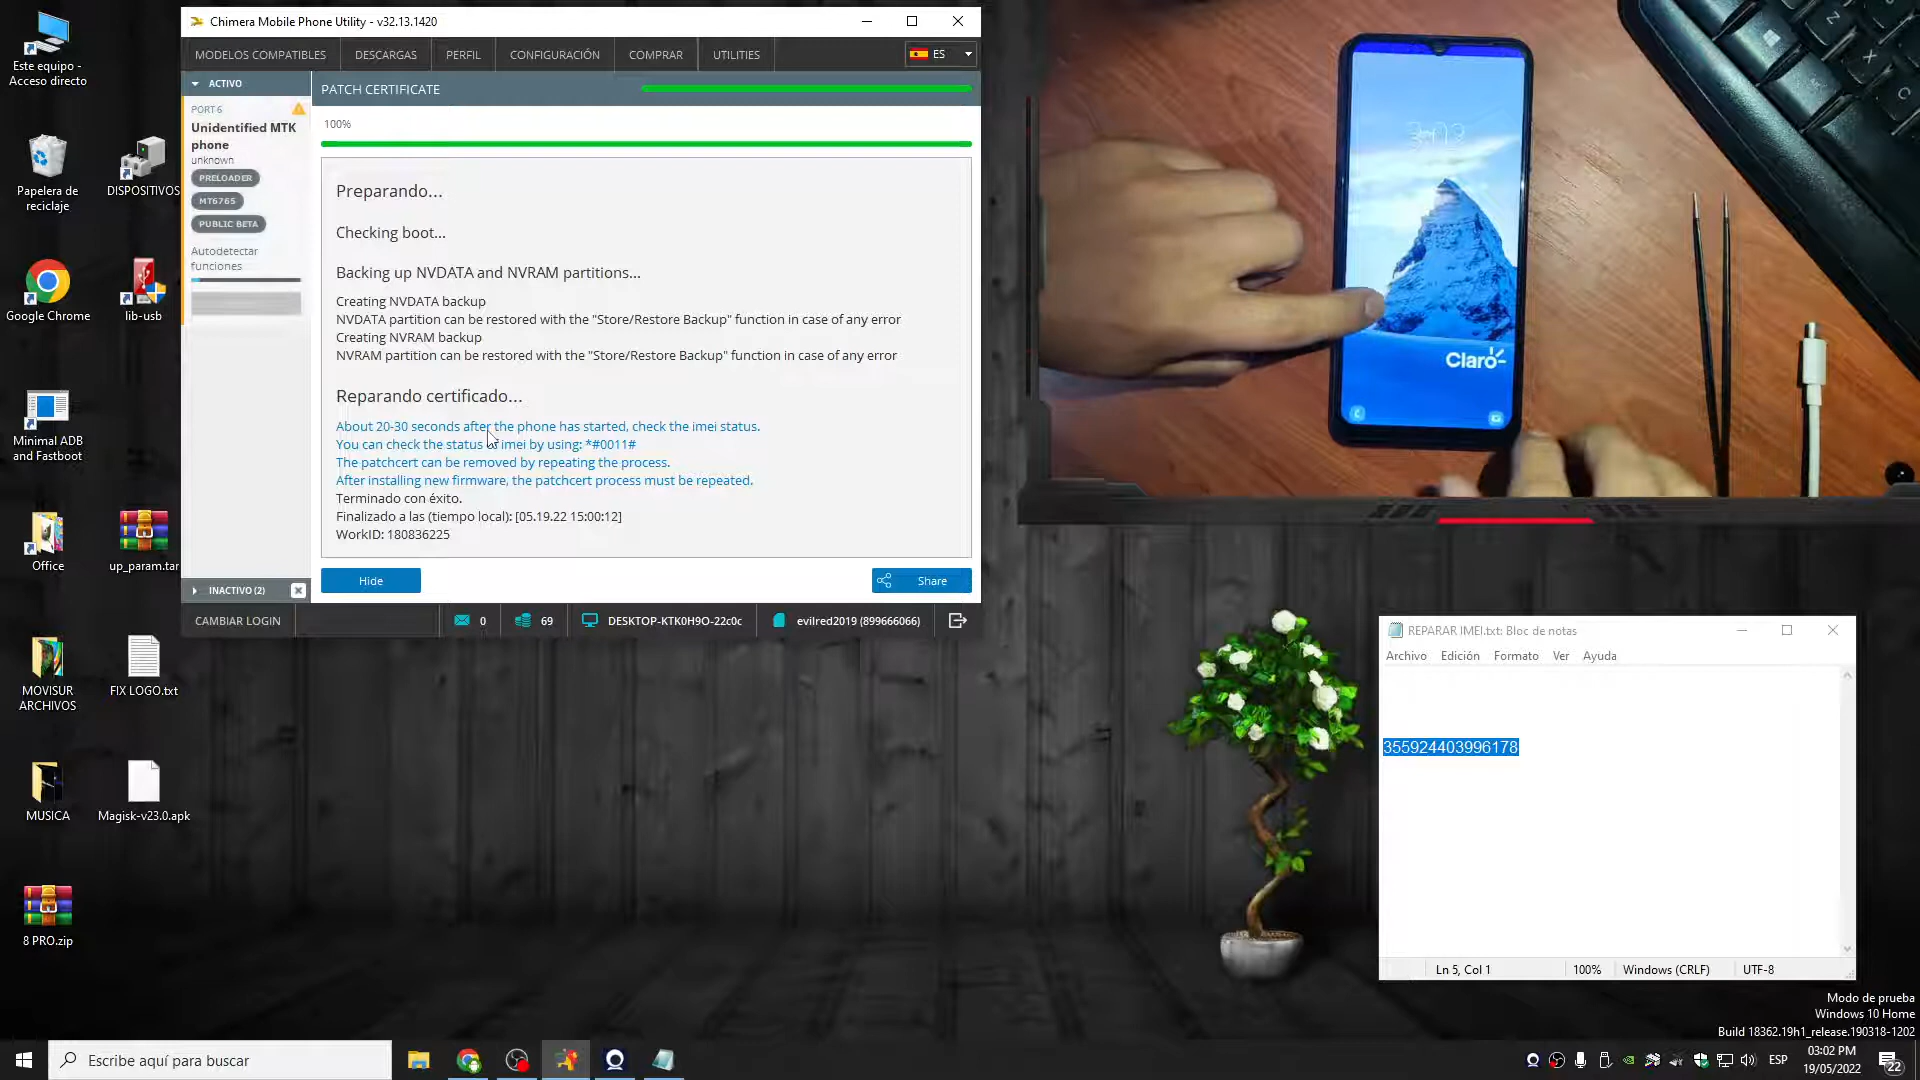 Este equipo -
Acceso directo
Papelera de
reciclaje
DISPOSITIVOS
Google Chrome
lib-usb
Minimal ADB
and Fastboot
Office
up_param.tar
MOVISUR
ARCHIVOS
FIX LOGO.txt
MUSICA
Magisk-v23.0.apk
8 PRO.zip
Chimera Mobile Phone Utility - v32.13.1420
MODELOS COMPATIBLES
DESCARGAS
PERFIL
CONFIGURACIÓN
COMPRAR
UTILITIES
ES
ACTIVO
PORT 6
Unidentified MTK
phone
unknown
PRELOADER
MT6765
PUBLIC BETA
Autodetectar
funciones
INACTIVO (2)
PATCH CERTIFICATE
100%
Preparando...
Checking boot...
Backing up NVDATA and NVRAM partitions...
Creating NVDATA backup
NVDATA partition can be restored with the "Store/Restore Backup" function in case of any error
Creating NVRAM backup
NVRAM partition can be restored with the "Store/Restore Backup" function in case of any error
Reparando certificado...
About 20-30 seconds after the phone has started, check the imei status.
You can check the status imei by using: *#0011#
The patchcert can be removed by repeating the process.
After installing new firmware, the patchcert process must be repeated.
Terminado con éxito.
Finalizado a las (tiempo local): [05.19.22 15:00:12]
WorkID: 180836225
Hide
Share
CAMBIAR LOGIN
0
69
DESKTOP-KTK0H9O-22c0c
evilred2019 (899666066)
Claro
Z
X
C
REPARAR IMEI.txt: Bloc de notas
Archivo Edición Formato Ver Ayuda
355924403996178
Ln 5, Col 1
100%
Windows (CRLF)
UTF-8
Modo de prueba
Windows 10 Home
Build 18362.19h1_release.190318-1202
Escribe aquí para buscar
ESP
03:02 PM
19/05/2022
22